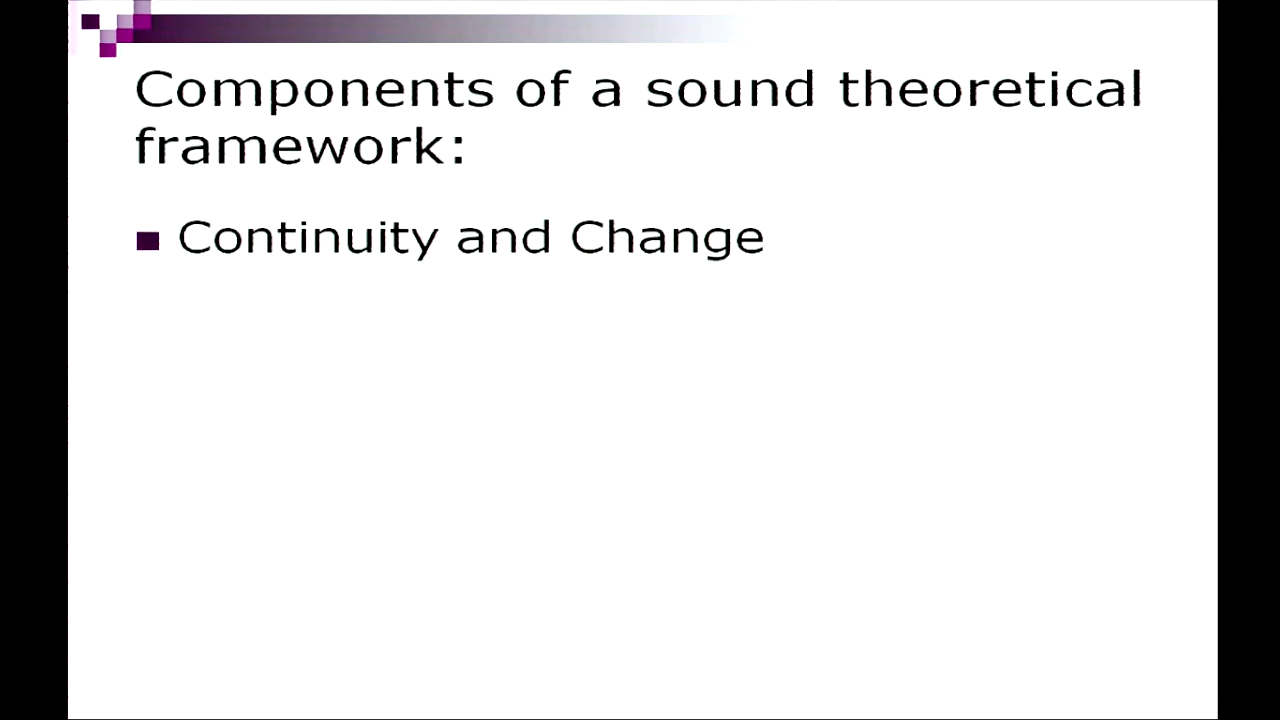 Components of a sound theoretical
framework:
Continuity and Change